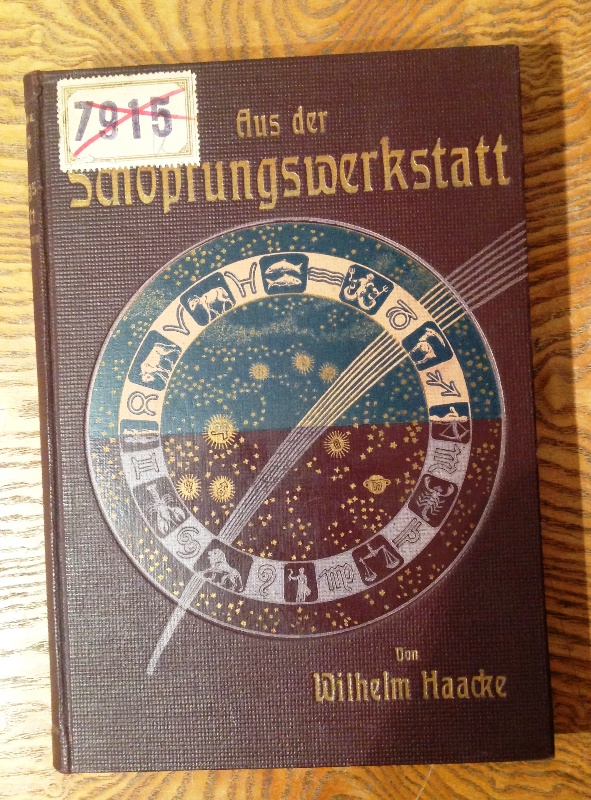 7915
Aus der
Schöpfungswerkstatt
Von
Wilhelm Haacke